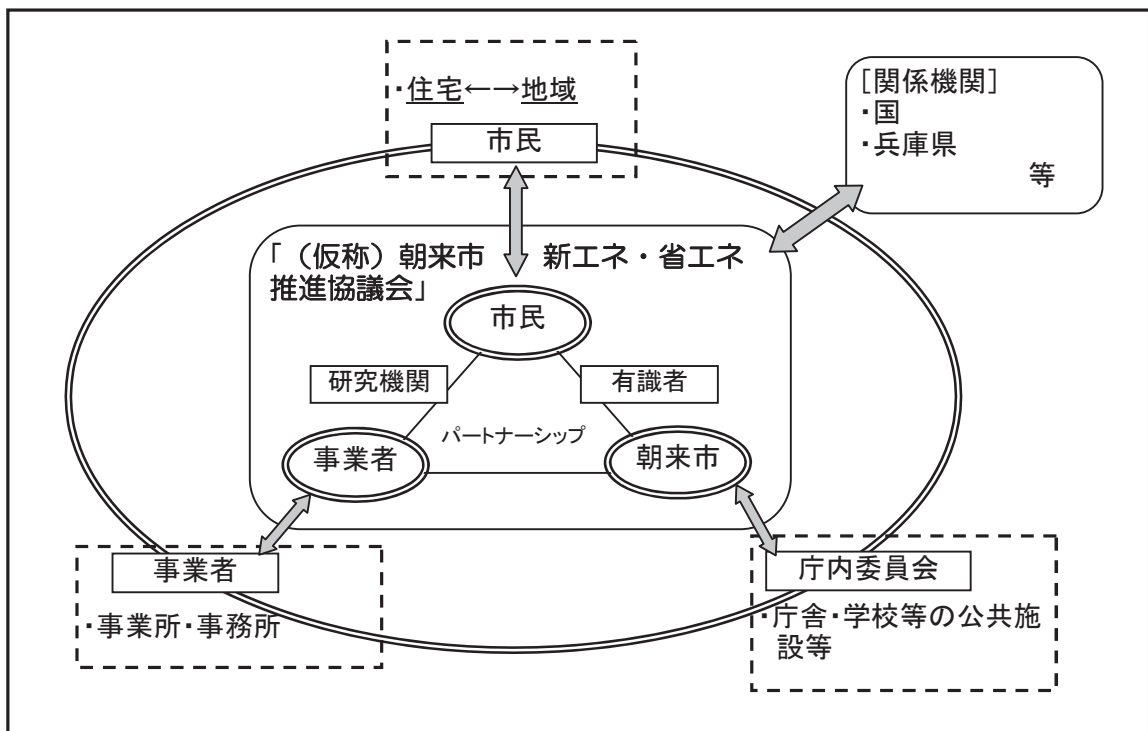 ・住宅←→地域
市民
[関係機関]
・国
・兵庫県
等
「（仮称）朝来市 新エネ・省エネ
推進協議会」
市民
研究機関
有識者
パートナーシップ
事業者
朝来市
事業者
・事業所・事務所
庁内委員会
・庁舎・学校等の公共施
設等